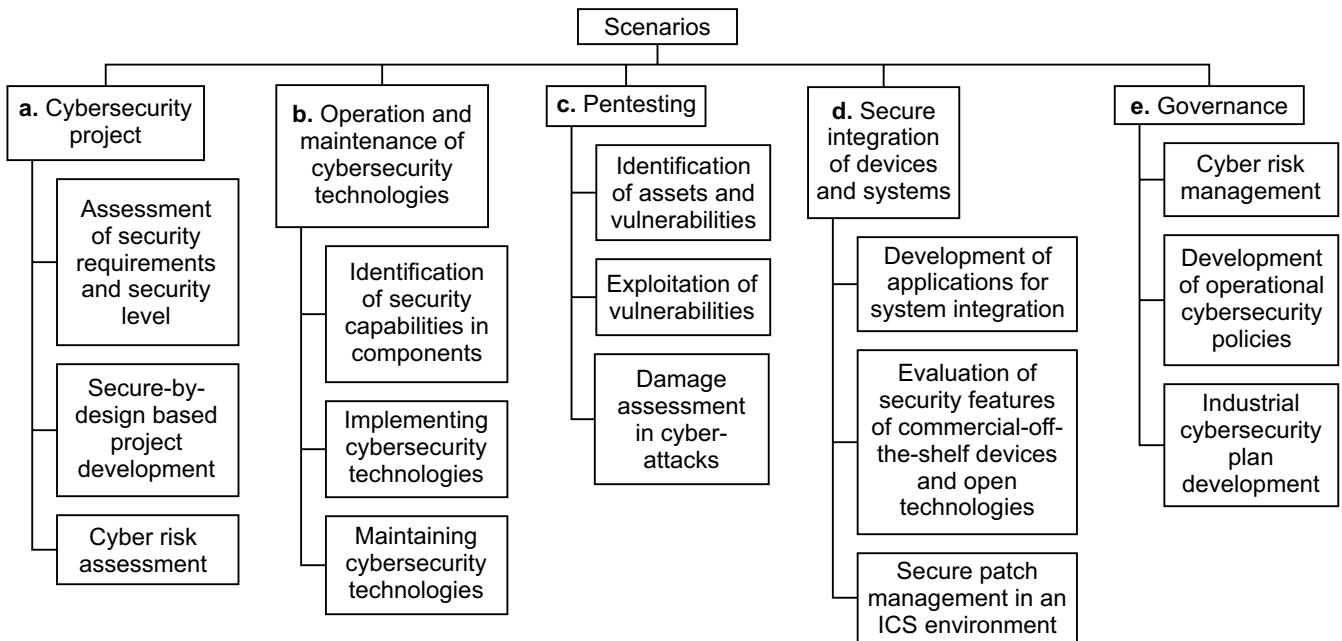 Scenarios
a. Cybersecurity
project
Assessment
of security
requirements
and security
level
Secure-by-
design based
project
development
Cyber risk
assessment
b. Operation and
maintenance of
cybersecurity
technologies
Identification
of security
capabilities in
components
Implementing
cybersecurity
technologies
Maintaining
cybersecurity
technologies
c. Pentesting
Identification
of assets and
vulnerabilities
Exploitation of
vulnerabilities
Damage
assessment
in cyber-
attacks
d. Secure
integration
of devices
and systems
Development of
applications for
system integration
Evaluation of
security features
of commercial-off-
the-shelf devices
and open
technologies
Secure patch
management in an
ICS environment
e. Governance
Cyber risk
management
Development
of operational
cybersecurity
policies
Industrial
cybersecurity
plan development